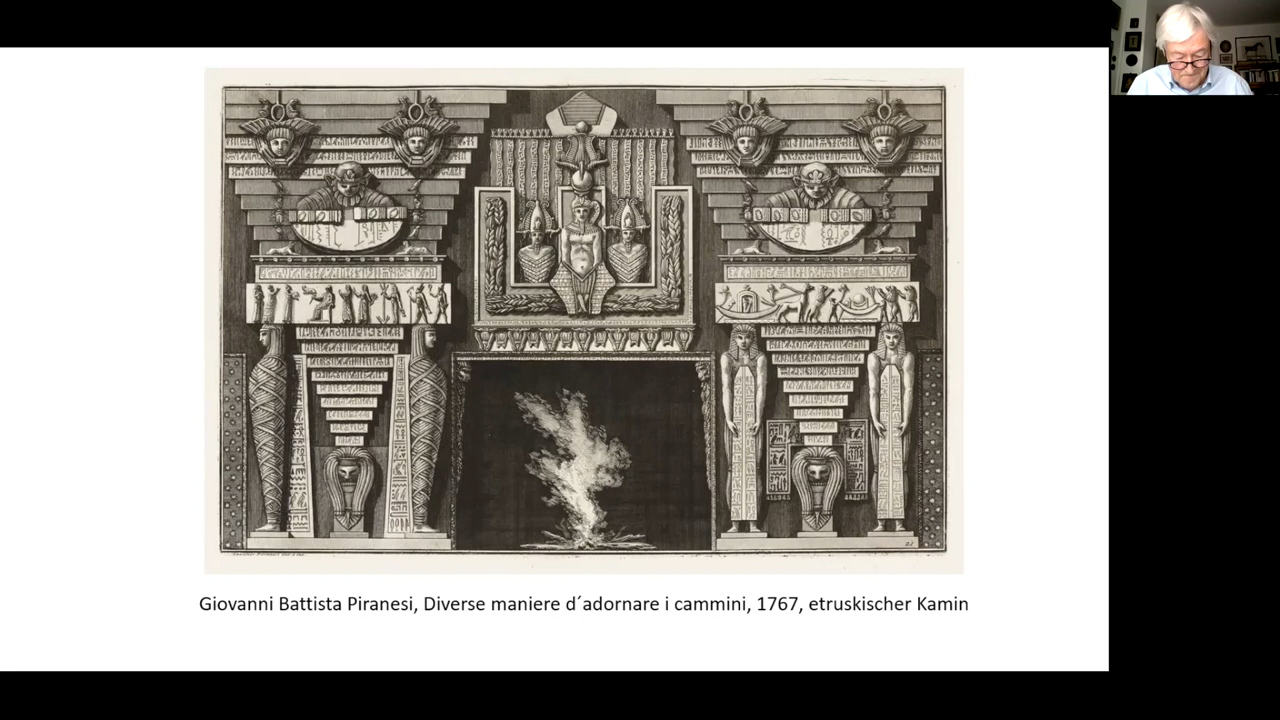 Giovanni Battista Piranesi, Diverse maniere d´adornare i cammini, 1767, etruskischer Kamin